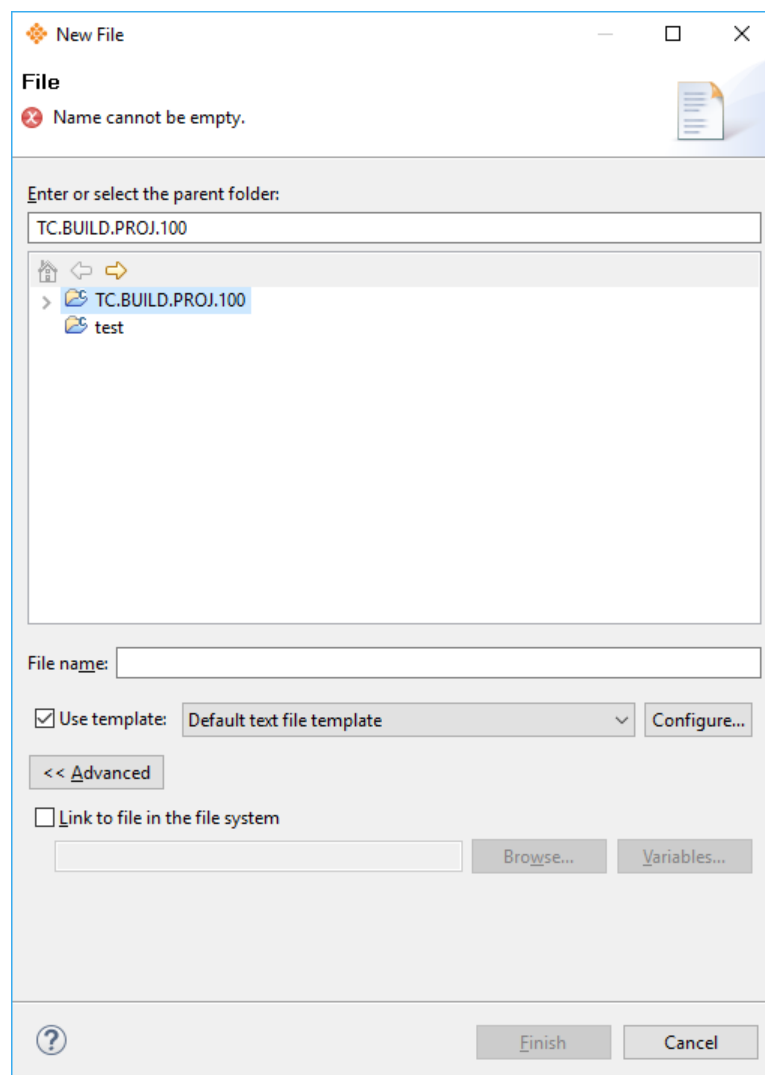 New File
File
Name cannot be empty.
Enter or select the parent folder:
TC.BUILD.PROJ.100
TC.BUILD.PROJ.100
test
File name:
Use template: Default text file template Configure...
<< Advanced
Link to file in the file system
Browse... Variables...
? Finish Cancel